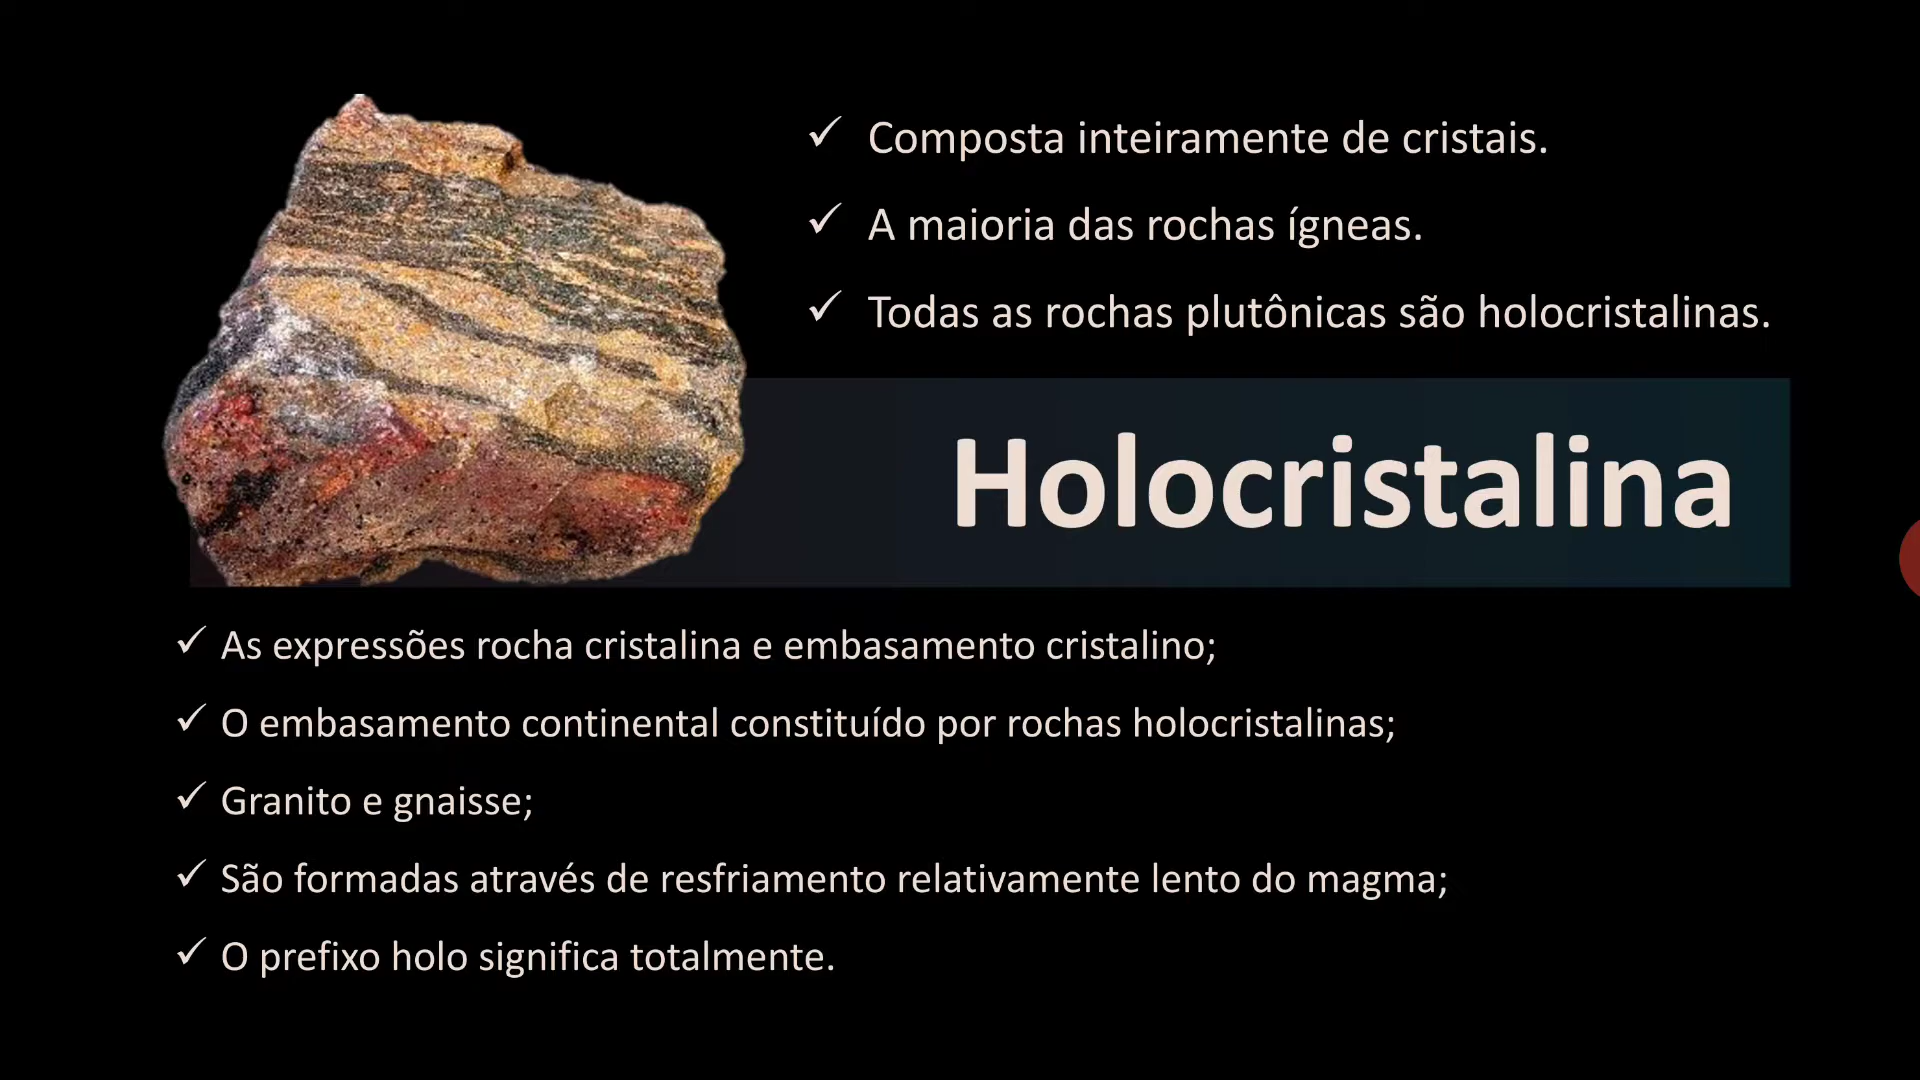 Composta inteiramente de cristais.
A maioria das rochas ígneas.
Todas as rochas plutônicas são holocristalinas.
Holocristalina
As expressões rocha cristalina e embasamento cristalino;
O embasamento continental constituído por rochas holocristalinas;
Granito e gnaisse;
São formadas através de resfriamento relativamente lento do magma;
O prefixo holo significa totalmente.